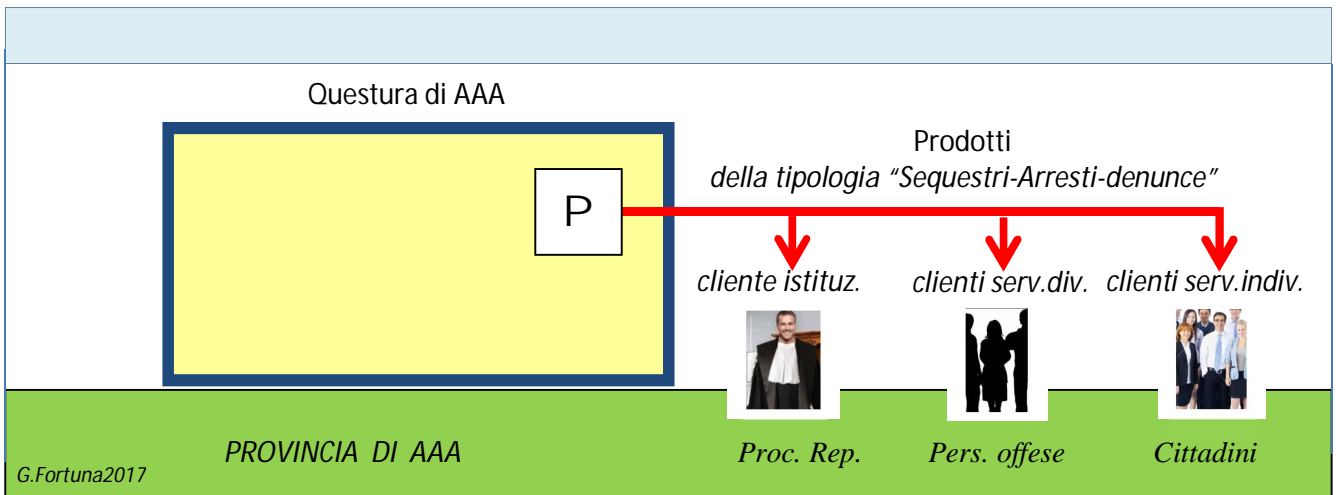 Questura di AAA
Prodotti
della tipologia “Sequestri-Arresti-denunce”
P
cliente istituz.
clienti serv.div.
clienti serv.indiv.
PROVINCIA DI AAA
Proc. Rep.
Pers. offese
Cittadini
G.Fortuna2017